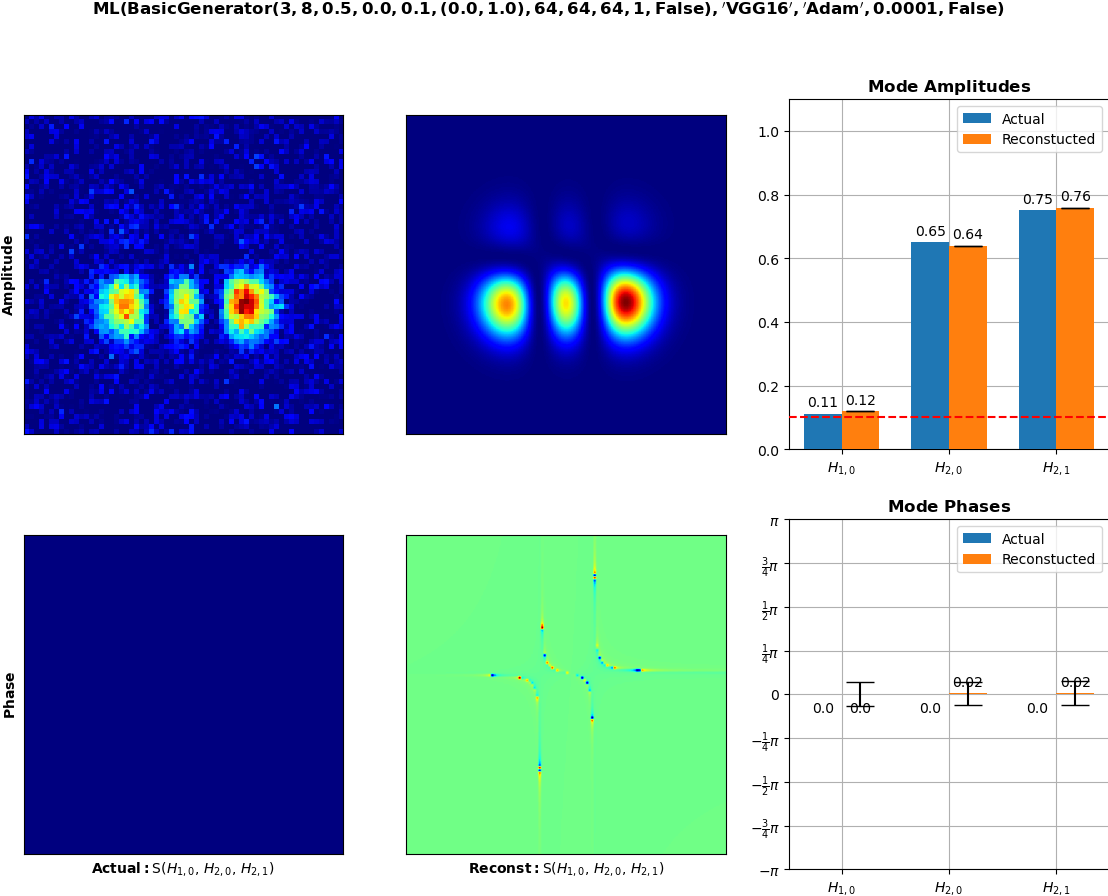 ML(BasicGenerator(3, 8, 0.5, 0.0, 0.1, (0.0, 1.0), 64, 64, 64, 1, False), 'VGG16', 'Adam', 0.0001, False)
Amplitude
Mode Amplitudes
Actual
Reconstucted
1.0
0.8
0.6
0.4
0.2
0.0
0.11
0.12
0.65
0.64
0.75
0.76
H1,0
H2,0
H2,1
Phase
Actual: S(H1,0, H2,0, H2,1)
Reconst: S(H1,0, H2,0, H2,1)
Mode Phases
Actual
Reconstucted
π
3/4π
1/2π
1/4π
0
−1/4π
−1/2π
−3/4π
−π
0.0
0.0
0.0
0.02
0.0
0.02
H1,0
H2,0
H2,1